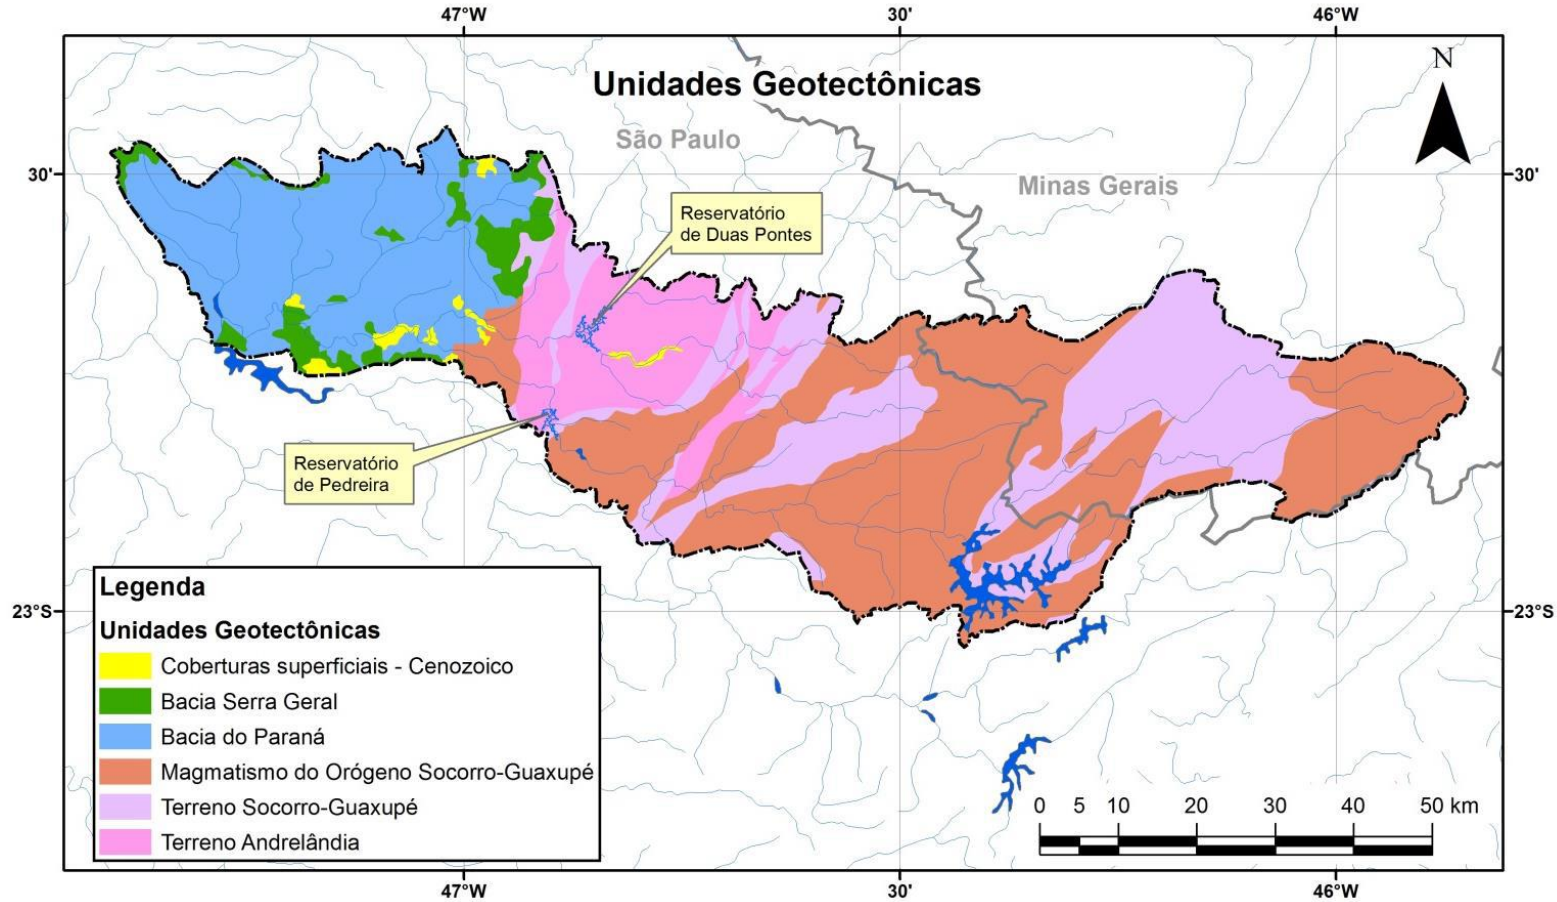 47°W
30'
46°W
Unidades Geotectônicas
N
São Paulo
Minas Gerais
30'
30'
Reservatório
de Duas Pontes
Reservatório
de Pedreira
Legenda
Unidades Geotectônicas
Coberturas superficiais - Cenozoico
Bacia Serra Geral
Bacia do Paraná
Magmatismo do Orógeno Socorro-Guaxupé
Terreno Socorro-Guaxupé
Terreno Andrelândia
23°S
23°S
0 5 10 20 30 40 50 km
47°W
30'
46°W